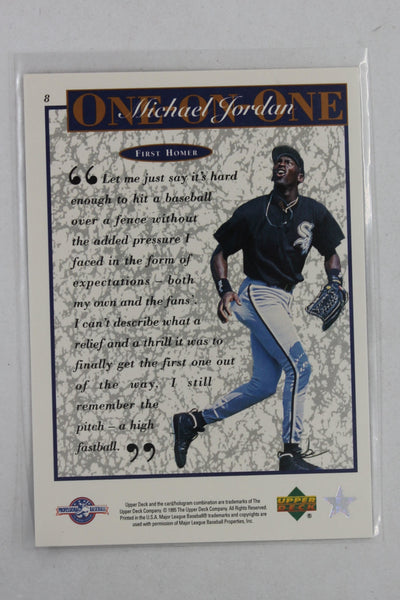 8
ONE ON ONE
Michael Jordan
FIRST HOMER
“ Let me just say it's hard
enough to hit a baseball
over a fence without
the added pressure I
faced in the form of
expectations – both
my own and the fans'.
I can't describe what a
relief and a thrill it was to
finally get the first one out
of the way. I still
remember the
pitch – a high
fastball. ”
Sox
PROFESSIONAL BASEBALL
Upper Deck and the card/hologram combination are trademarks of The
Upper Deck Company. © 1995 The Upper Deck Company. All Rights Reserved.
Printed in the U.S.A. Major League Baseball trademarks and copyrights are
used with permission of Major League Baseball Properties, Inc.
UPPER
DECK
®